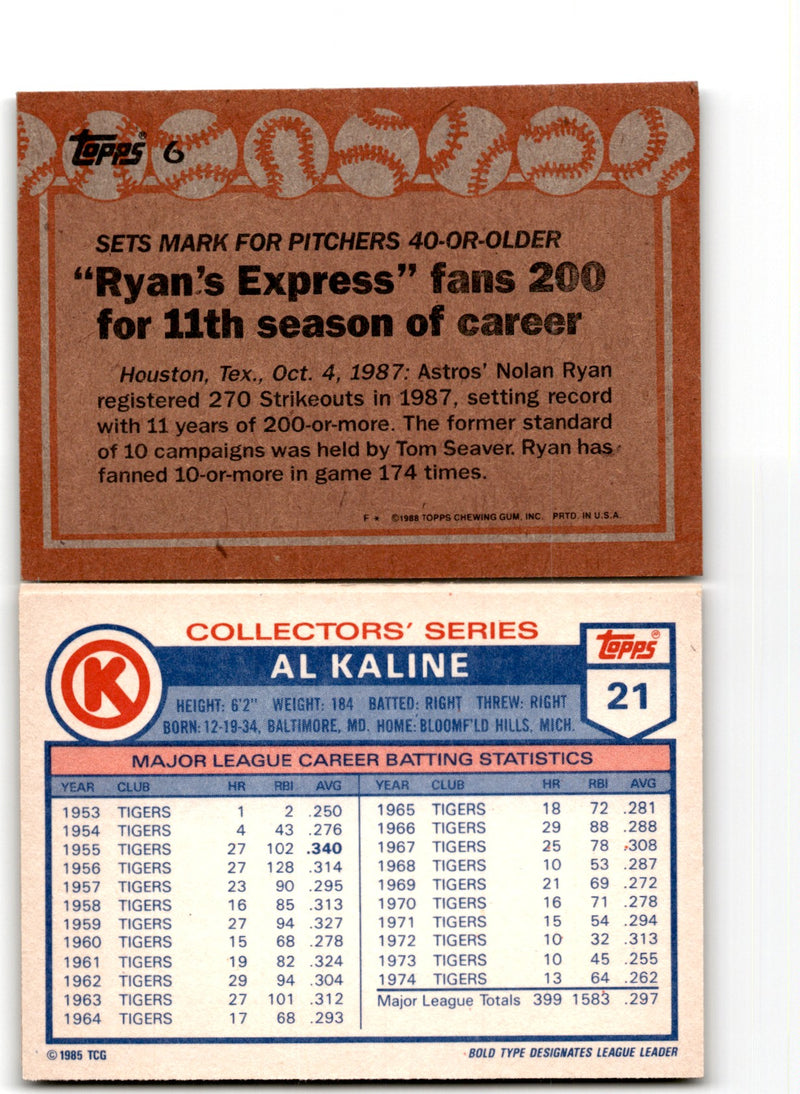 Topps® 6
SETS MARK FOR PITCHERS 40-OR-OLDER
"Ryan's Express" fans 200
for 11th season of career
Houston, Tex., Oct. 4, 1987: Astros' Nolan Ryan
registered 270 Strikeouts in 1987, setting record
with 11 years of 200-or-more. The former standard
of 10 campaigns was held by Tom Seaver. Ryan has
fanned 10-or-more in game 174 times.
F * ©1988 TOPPS CHEWING GUM, INC. PRTD. IN U.S.A.
K
COLLECTORS' SERIES
Topps®
AL KALINE
21
HEIGHT: 6'2" WEIGHT: 184 BATTED: RIGHT THREW: RIGHT
BORN: 12-19-34, BALTIMORE, MD. HOME: BLOOMF'LD HILLS, MICH.
MAJOR LEAGUE CAREER BATTING STATISTICS
YEAR CLUB HR RBI AVG YEAR CLUB HR RBI AVG
1953 TIGERS 1 2 .250 1965 TIGERS 18 72 .281
1954 TIGERS 4 43 .276 1966 TIGERS 29 88 .288
1955 TIGERS 27 102 .340 1967 TIGERS 25 78 .308
1956 TIGERS 27 128 .314 1968 TIGERS 10 53 .287
1957 TIGERS 23 90 .295 1969 TIGERS 21 69 .272
1958 TIGERS 16 85 .313 1970 TIGERS 16 71 .278
1959 TIGERS 27 94 .327 1971 TIGERS 15 54 .294
1960 TIGERS 15 68 .278 1972 TIGERS 10 32 .313
1961 TIGERS 19 82 .324 1973 TIGERS 10 45 .255
1962 TIGERS 29 94 .304 1974 TIGERS 13 64 .262
1963 TIGERS 27 101 .312 Major League Totals 399 1583 .297
1964 TIGERS 17 68 .293
© 1985 TCG BOLD TYPE DESIGNATES LEAGUE LEADER